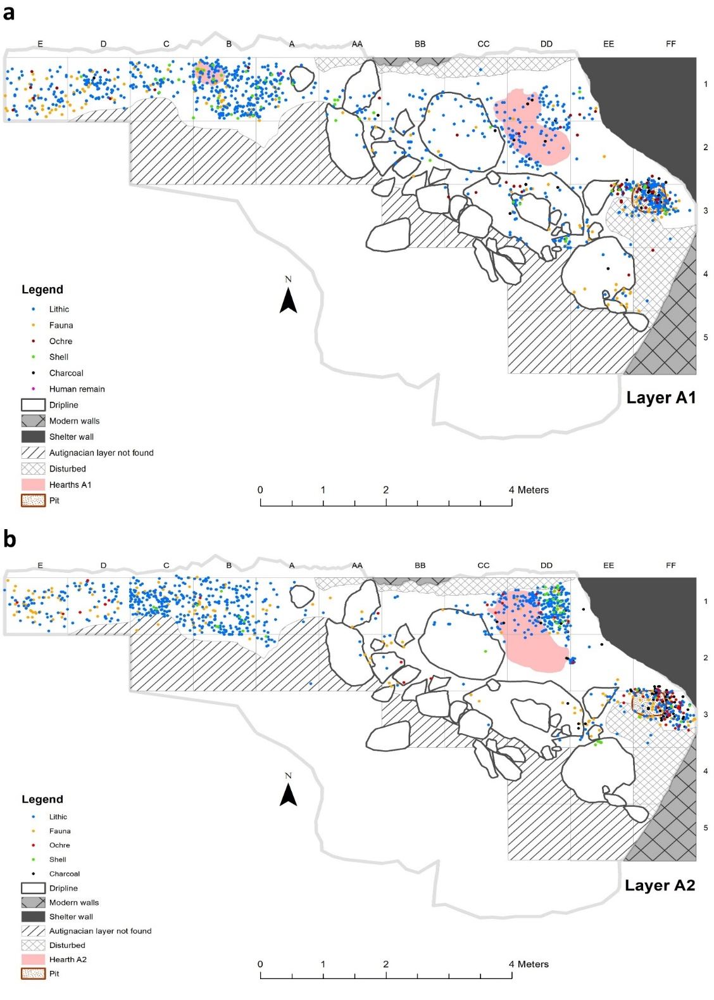 a
E D C B A AA BB CC DD EE FF
1
2
3
4
5
N
Legend
Lithic
Fauna
Ochre
Shell
Charcoal
Human remain
Dripline
Modern walls
Shelter wall
Autignacian layer not found
Disturbed
Hearths A1
Pit
Layer A1
0 1 2 4 Meters
b
E D C B A AA BB CC DD EE FF
1
2
3
4
5
N
Legend
Lithic
Fauna
Ochre
Shell
Charcoal
Dripline
Modern walls
Shelter wall
Autignacian layer not found
Disturbed
Hearth A2
Pit
Layer A2
0 1 2 4 Meters